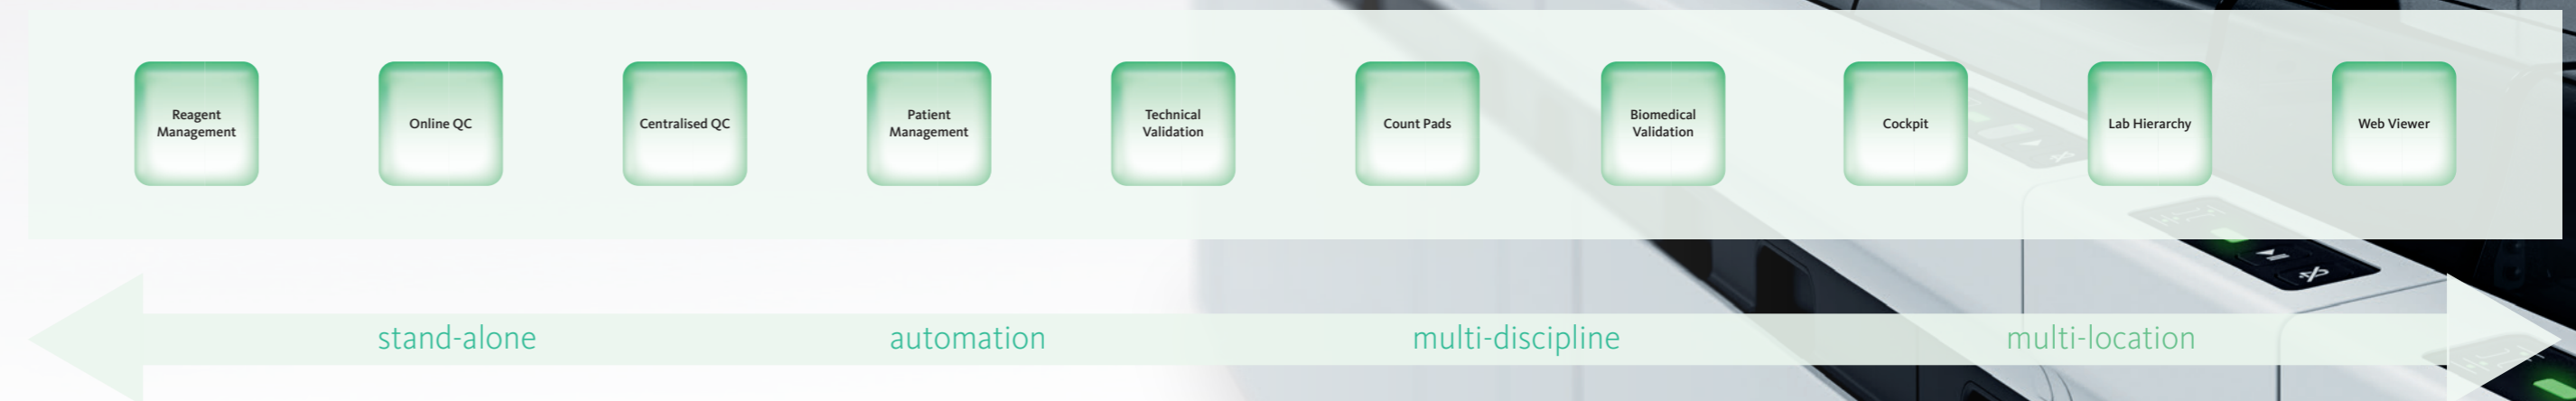 Reagent
Management
Online QC
Centralised QC
Patient
Management
Technical
Validation
Count Pads
Biomedical
Validation
Cockpit
Lab Hierarchy
Web Viewer
stand-alone
automation
multi-discipline
multi-location